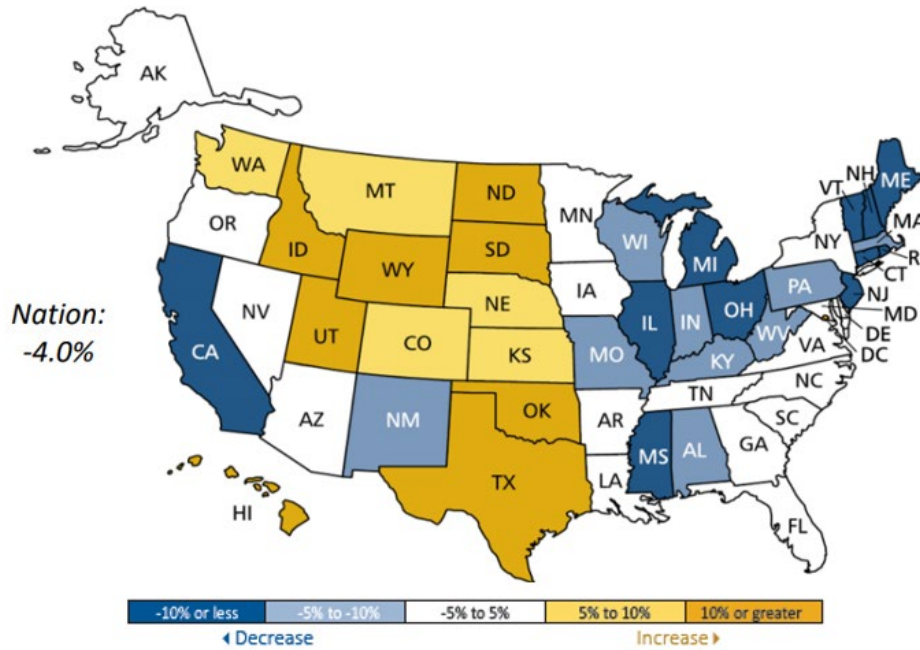 AK
WA
MT
ND
MN
VT
NH
ME
OR
ID
WY
SD
WI
MI
NY
MA
R
CT
NV
UT
CO
NE
KS
IA
IL
IN
OH
PA
NJ
MD
DE
DC
Nation:
-4.0%
CA
AZ
NM
OK
TX
MO
AR
LA
KY
WV
VA
TN
NC
SC
MS
AL
GA
FL
HI
-10% or less
-5% to -10%
-5% to 5%
5% to 10%
10% or greater
Decrease
Increase